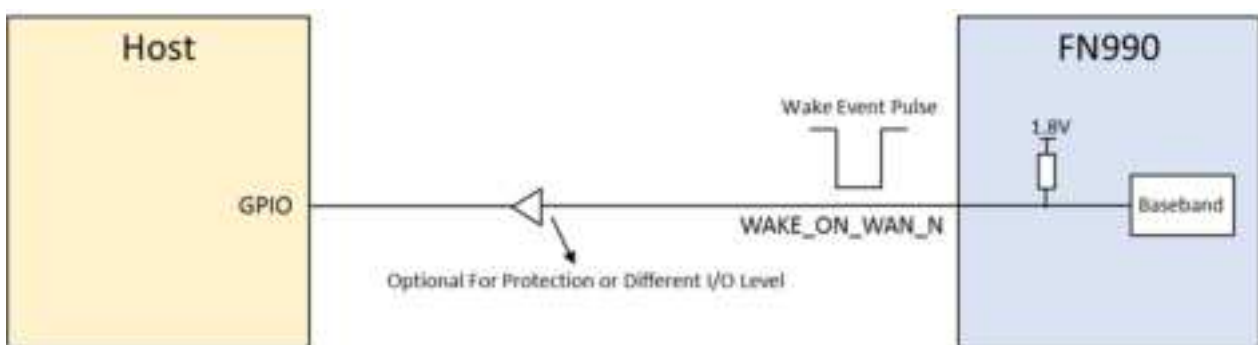 Host
FN990
Wake Event Pulse
1.8V
GPIO
Baseband
WAKE_ON_WAN_N
Optional For Protection or Different I/O Level